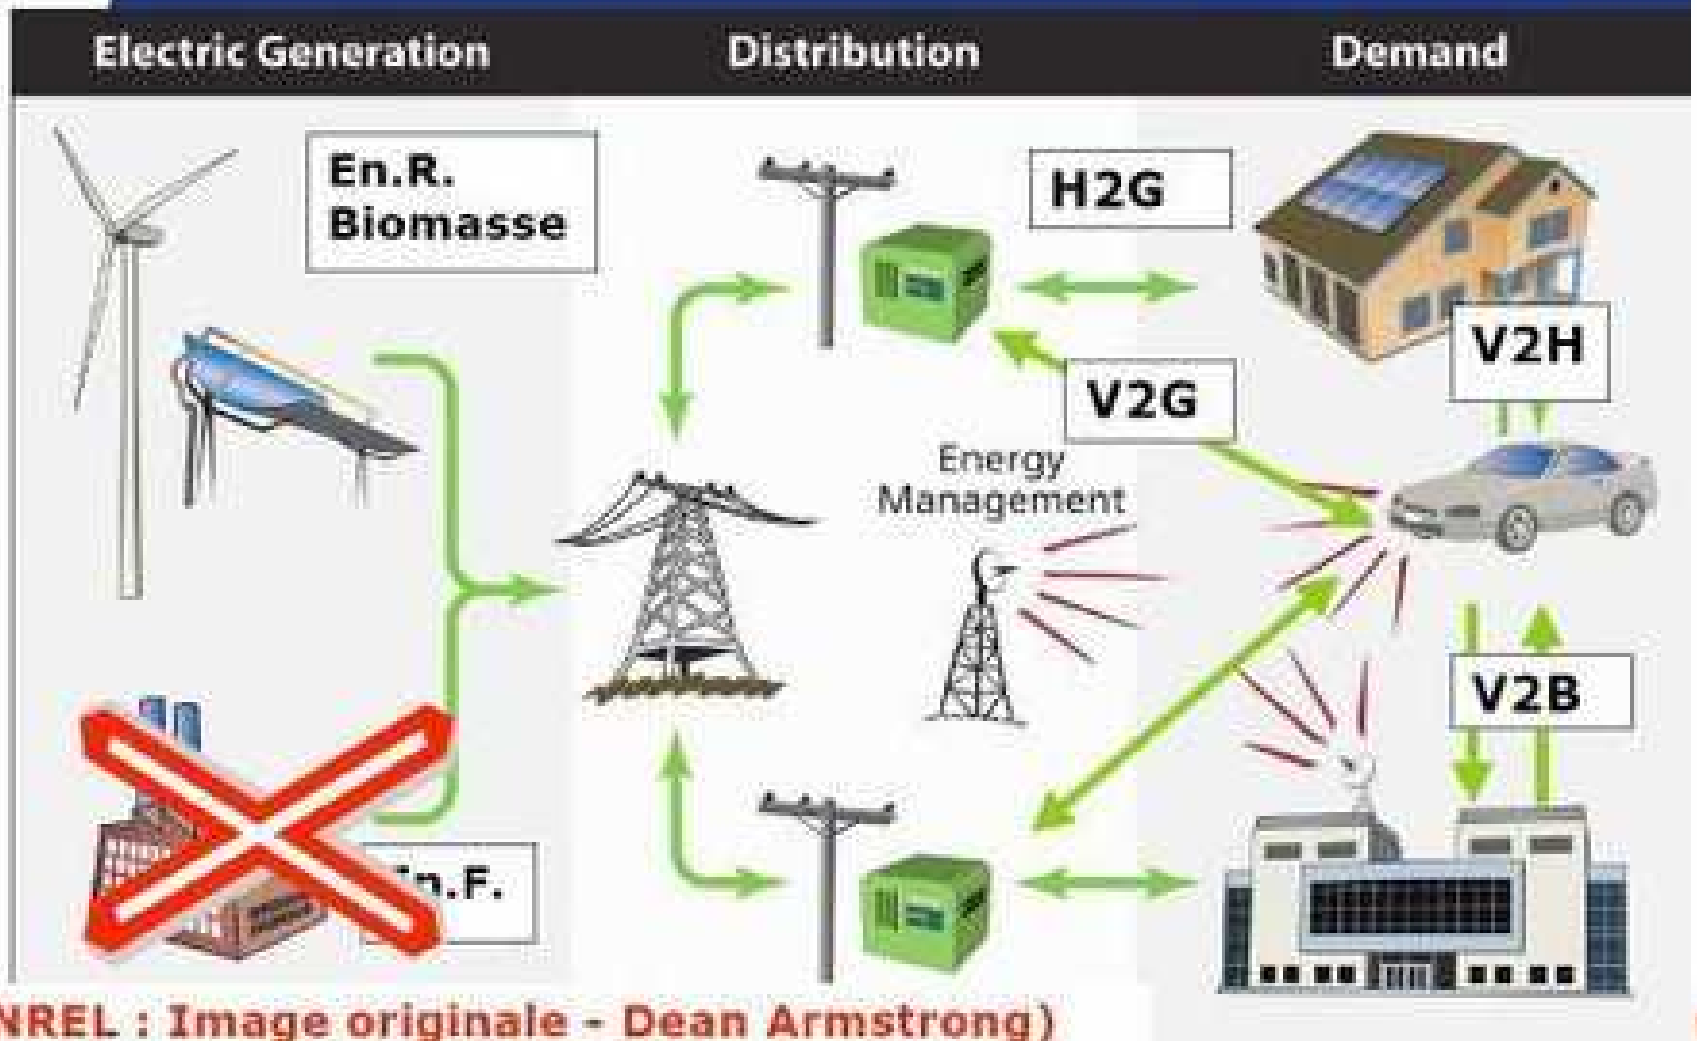 Electric Generation
Distribution
Demand
En.R.
Biomasse
H2G
V2H
V2G
Energy
Management
V2B
n.F.
NREL : Image originale - Dean Armstrong)